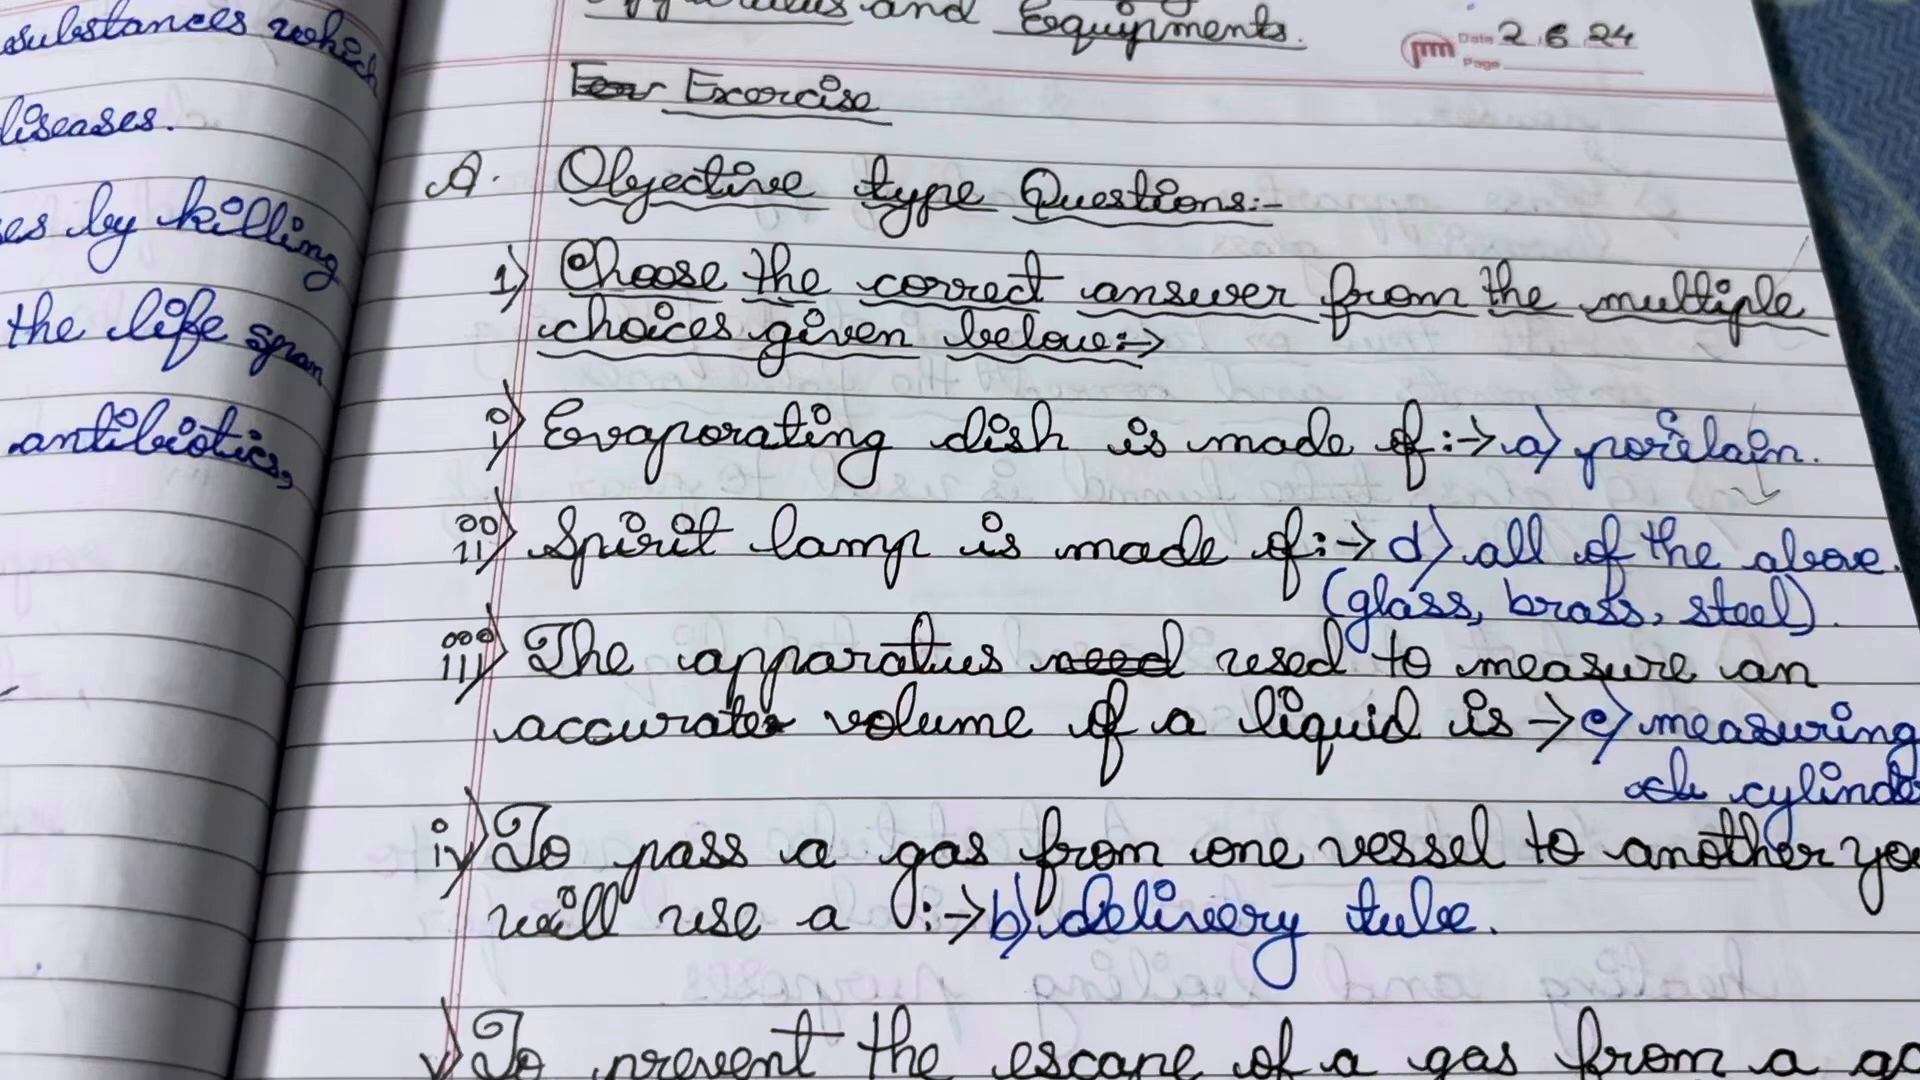 substances which
diseases.
es by killing
the life span
antibiotics,
Apparatus and Equipments.
pm Date 2.6.24
Page
Exercise
A. Objective type Questions:-
1) Choose the correct answer from the multiple
choices given below:->
i) Evaporating dish is made of:-> a) porcelain.
ii) Spirit lamp is made of:-> d) all of the above.
(glass, brass, steel).
iii) The apparatus need used to measure an
accurate volume of a liquid is -> c) measuring
cylinde
iv) To pass a gas from one vessel to another you
will use a :-> b) delivery tube.
v) To prevent the escape of a gas from a ga